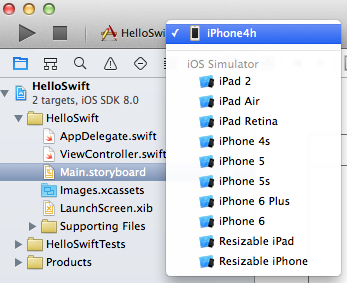 HelloSwif
iPhone4h
iOS Simulator
iPad 2
iPad Air
iPad Retina
iPhone 4s
iPhone 5
iPhone 5s
iPhone 6 Plus
iPhone 6
Resizable iPad
Resizable iPhone
HelloSwift
2 targets, iOS SDK 8.0
HelloSwift
AppDelegate.swift
ViewController.swift
Main.storyboard
Images.xcassets
LaunchScreen.xib
Supporting Files
HelloSwiftTests
Products